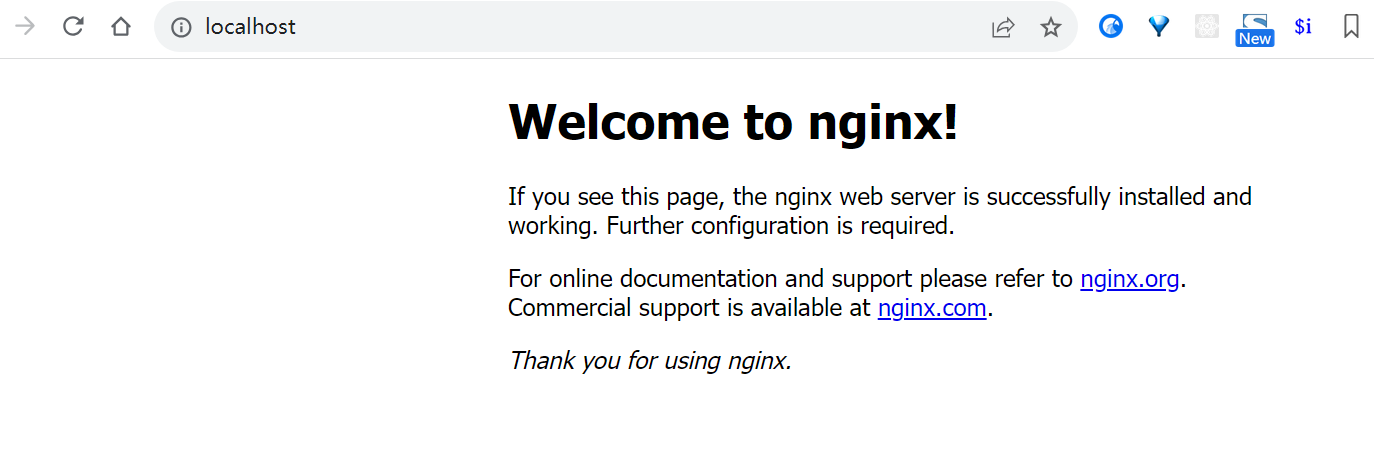 localhost
New
$i
Welcome to nginx!
If you see this page, the nginx web server is successfully installed and
working. Further configuration is required.
For online documentation and support please refer to nginx.org.
Commercial support is available at nginx.com.
Thank you for using nginx.